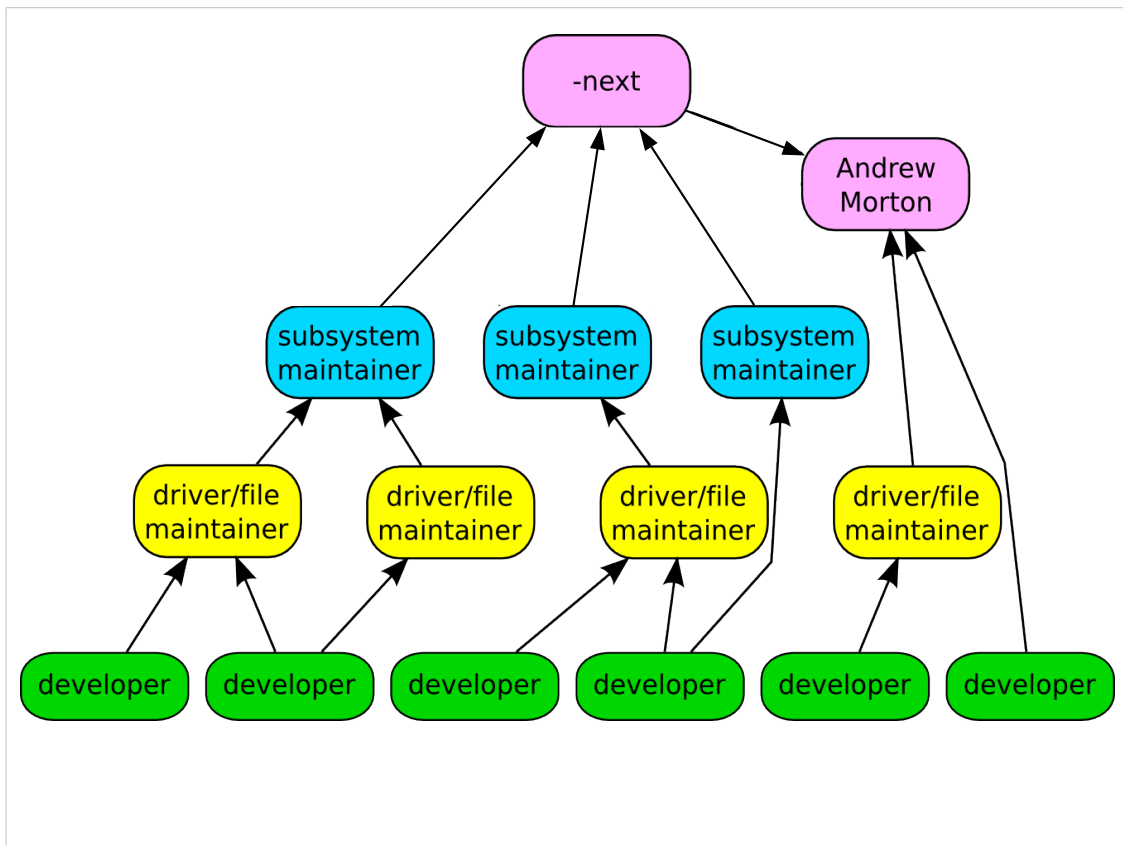 -next
Andrew
Morton
subsystem
maintainer
subsystem
maintainer
subsystem
maintainer
driver/file
maintainer
driver/file
maintainer
driver/file
maintainer
driver/file
maintainer
developer
developer
developer
developer
developer
developer